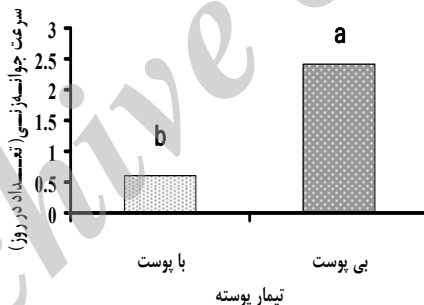 سرعت جوانه‌زنی (تعداد در روز)
3
2.5
2
1.5
1
0.5
0
a
b
با پوست
بی پوست
تیمار پوسته